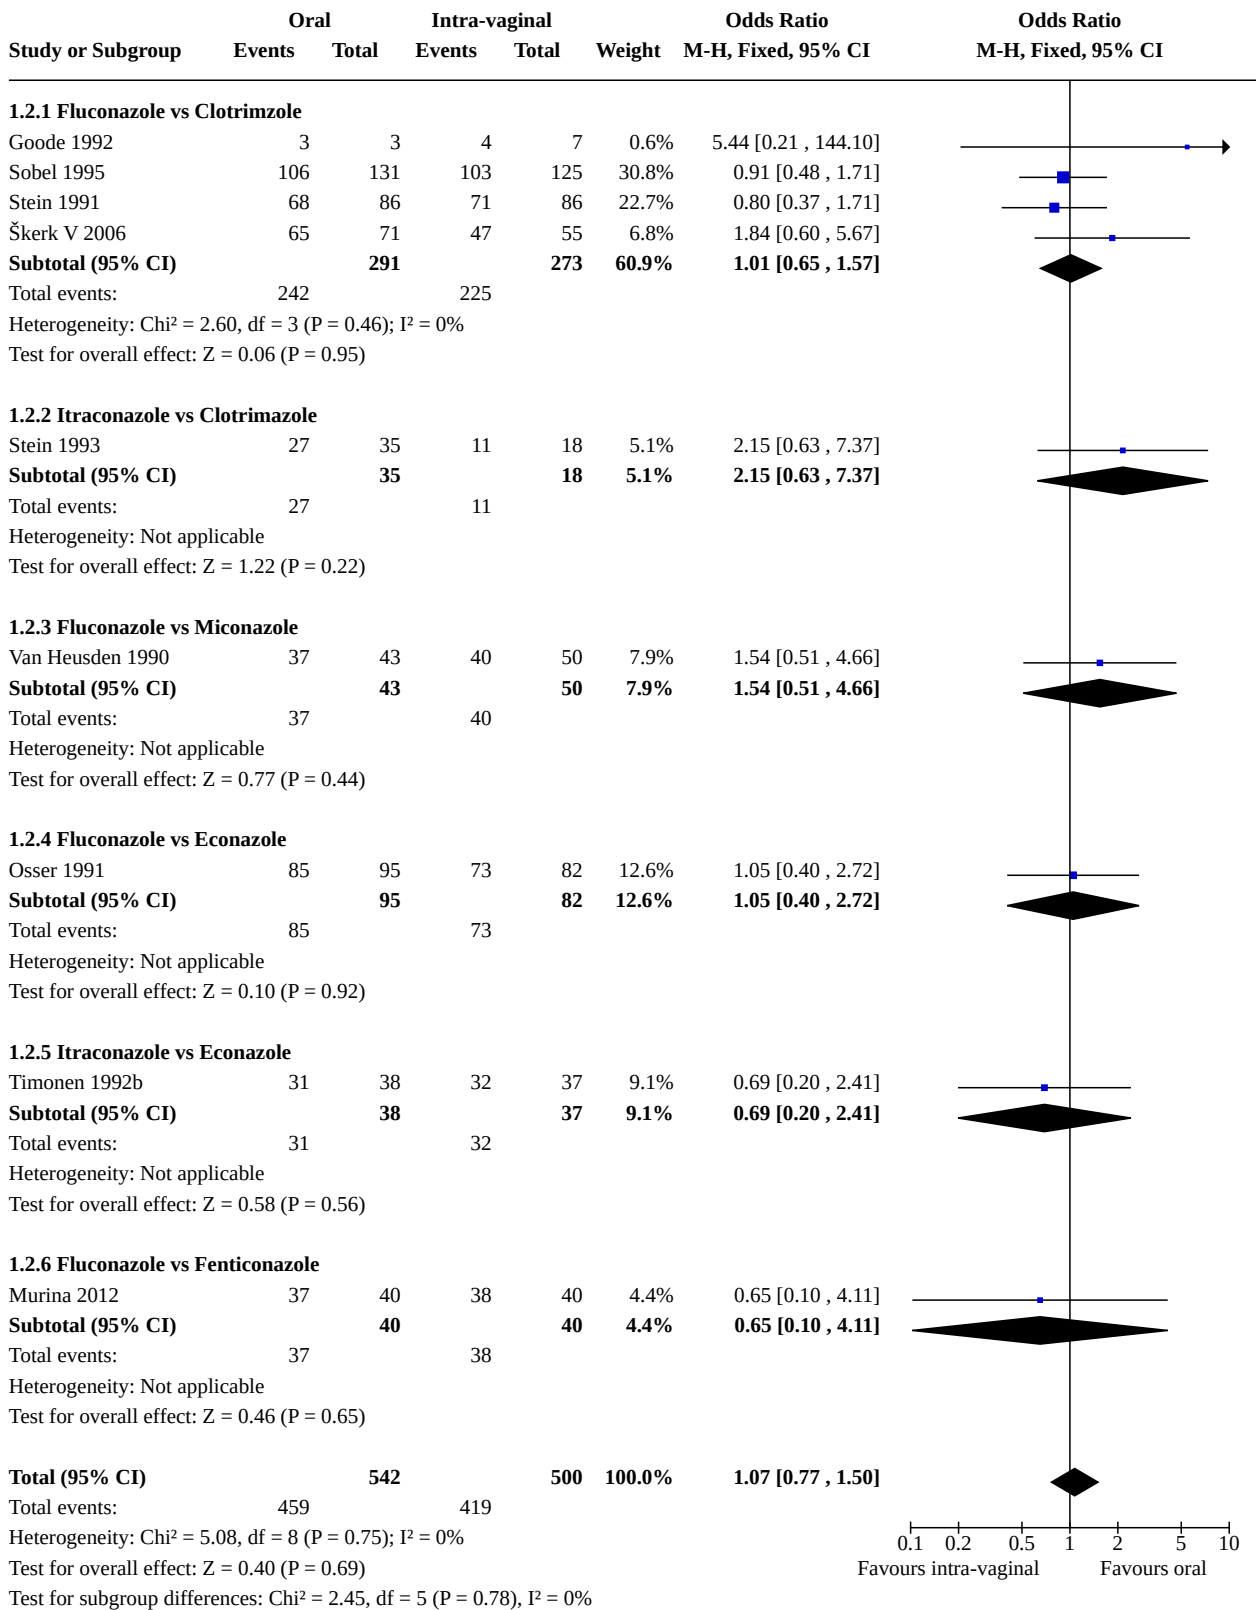 Oral Intra-vaginal Odds Ratio Odds Ratio
Study or Subgroup Events Total Events Total Weight M-H, Fixed, 95% CI M-H, Fixed, 95% CI
1.2.1 Fluconazole vs Clotrimzole
Goode 1992 3 3 4 7 0.6% 5.44 [0.21 , 144.10]
Sobel 1995 106 131 103 125 30.8% 0.91 [0.48 , 1.71]
Stein 1991 68 86 71 86 22.7% 0.80 [0.37 , 1.71]
Škerk V 2006 65 71 47 55 6.8% 1.84 [0.60 , 5.67]
Subtotal (95% CI) 291 273 60.9% 1.01 [0.65 , 1.57]
Total events: 242 225
Heterogeneity: Chi² = 2.60, df = 3 (P = 0.46); I² = 0%
Test for overall effect: Z = 0.06 (P = 0.95)
1.2.2 Itraconazole vs Clotrimazole
Stein 1993 27 35 11 18 5.1% 2.15 [0.63 , 7.37]
Subtotal (95% CI) 35 18 5.1% 2.15 [0.63 , 7.37]
Total events: 27 11
Heterogeneity: Not applicable
Test for overall effect: Z = 1.22 (P = 0.22)
1.2.3 Fluconazole vs Miconazole
Van Heusden 1990 37 43 40 50 7.9% 1.54 [0.51 , 4.66]
Subtotal (95% CI) 43 50 7.9% 1.54 [0.51 , 4.66]
Total events: 37 40
Heterogeneity: Not applicable
Test for overall effect: Z = 0.77 (P = 0.44)
1.2.4 Fluconazole vs Econazole
Osser 1991 85 95 73 82 12.6% 1.05 [0.40 , 2.72]
Subtotal (95% CI) 95 82 12.6% 1.05 [0.40 , 2.72]
Total events: 85 73
Heterogeneity: Not applicable
Test for overall effect: Z = 0.10 (P = 0.92)
1.2.5 Itraconazole vs Econazole
Timonen 1992b 31 38 32 37 9.1% 0.69 [0.20 , 2.41]
Subtotal (95% CI) 38 37 9.1% 0.69 [0.20 , 2.41]
Total events: 31 32
Heterogeneity: Not applicable
Test for overall effect: Z = 0.58 (P = 0.56)
1.2.6 Fluconazole vs Fenticonazole
Murina 2012 37 40 38 40 4.4% 0.65 [0.10 , 4.11]
Subtotal (95% CI) 40 40 4.4% 0.65 [0.10 , 4.11]
Total events: 37 38
Heterogeneity: Not applicable
Test for overall effect: Z = 0.46 (P = 0.65)
Total (95% CI) 542 500 100.0% 1.07 [0.77 , 1.50]
Total events: 459 419
Heterogeneity: Chi² = 5.08, df = 8 (P = 0.75); I² = 0%
0.1 0.2 0.5 1 2 5 10
Test for overall effect: Z = 0.40 (P = 0.69) Favours intra-vaginal Favours oral
Test for subgroup differences: Chi² = 2.45, df = 5 (P = 0.78), I² = 0%